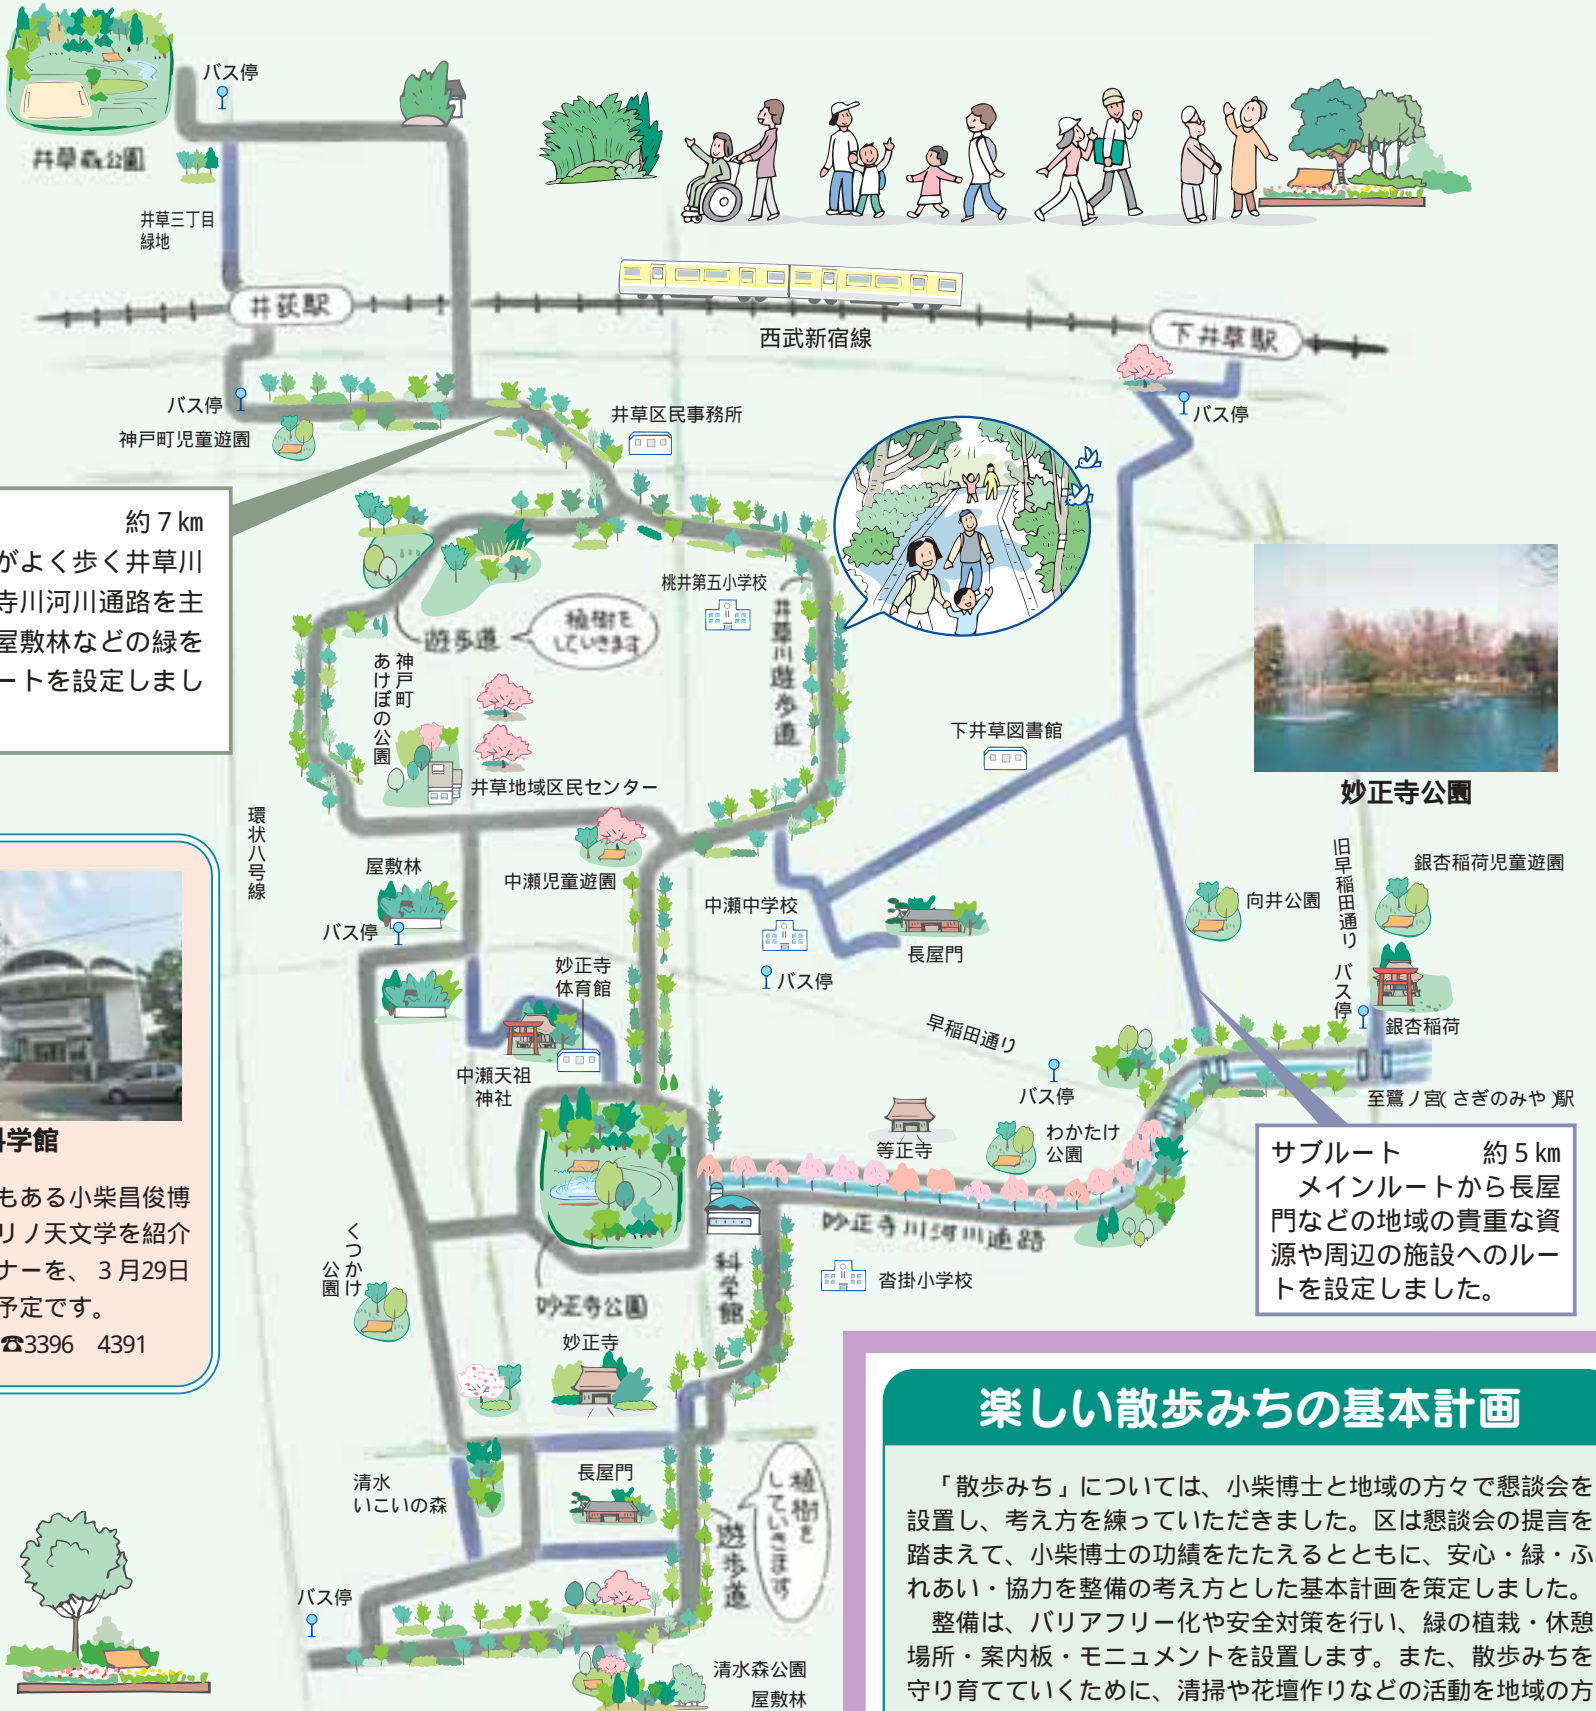 バス停
井草森公園
井草三丁目
緑地
井荻駅
西武新宿線
下井草駅
バス停
バス停
神戸町児童遊園
井草区民事務所
約7㎞
がよく歩く井草川
寺川河川通路を主
屋敷林などの緑を
ートを設定しまし
桃井第五小学校
井草川遊歩道
遊歩道
植樹を
していきます
神戸町
あけぼの公園
井草地域区民センター
下井草図書館
妙正寺公園
環状八号線
屋敷林
バス停
中瀬児童遊園
中瀬中学校
バス停
長屋門
向井公園
旧早稲田通り
バス停
銀杏稲荷児童遊園
銀杏稲荷
妙正寺
体育館
中瀬天祖
神社
早稲田通り
バス停
至鷺ノ宮(さぎのみや)駅
等正寺
わかたけ
公園
サブルート 約5㎞
メインルートから長屋
門などの地域の貴重な資
源や周辺の施設へのルー
トを設定しました。
科学館
もある小柴昌俊博
リノ天文学を紹介
ナーを、3月29日
予定です。
☎3396 4391
くつかけ
公園
妙正寺川河川通路
科学館
沓掛小学校
妙正寺公園
妙正寺
清水
いこいの森
長屋門
植樹を
していきます
遊歩道
バス停
清水森公園
屋敷林
楽しい散歩みちの基本計画
「散歩みち」については、小柴博士と地域の方々で懇談会を
設置し、考え方を練っていただきました。区は懇談会の提言を
踏まえて、小柴博士の功績をたたえるとともに、安心・緑・ふ
れあい・協力を整備の考え方とした基本計画を策定しました。
整備は、バリアフリー化や安全対策を行い、緑の植栽・休憩
場所・案内板・モニュメントを設置します。また、散歩みちを
守り育てていくために、清掃や花壇作りなどの活動を地域の方